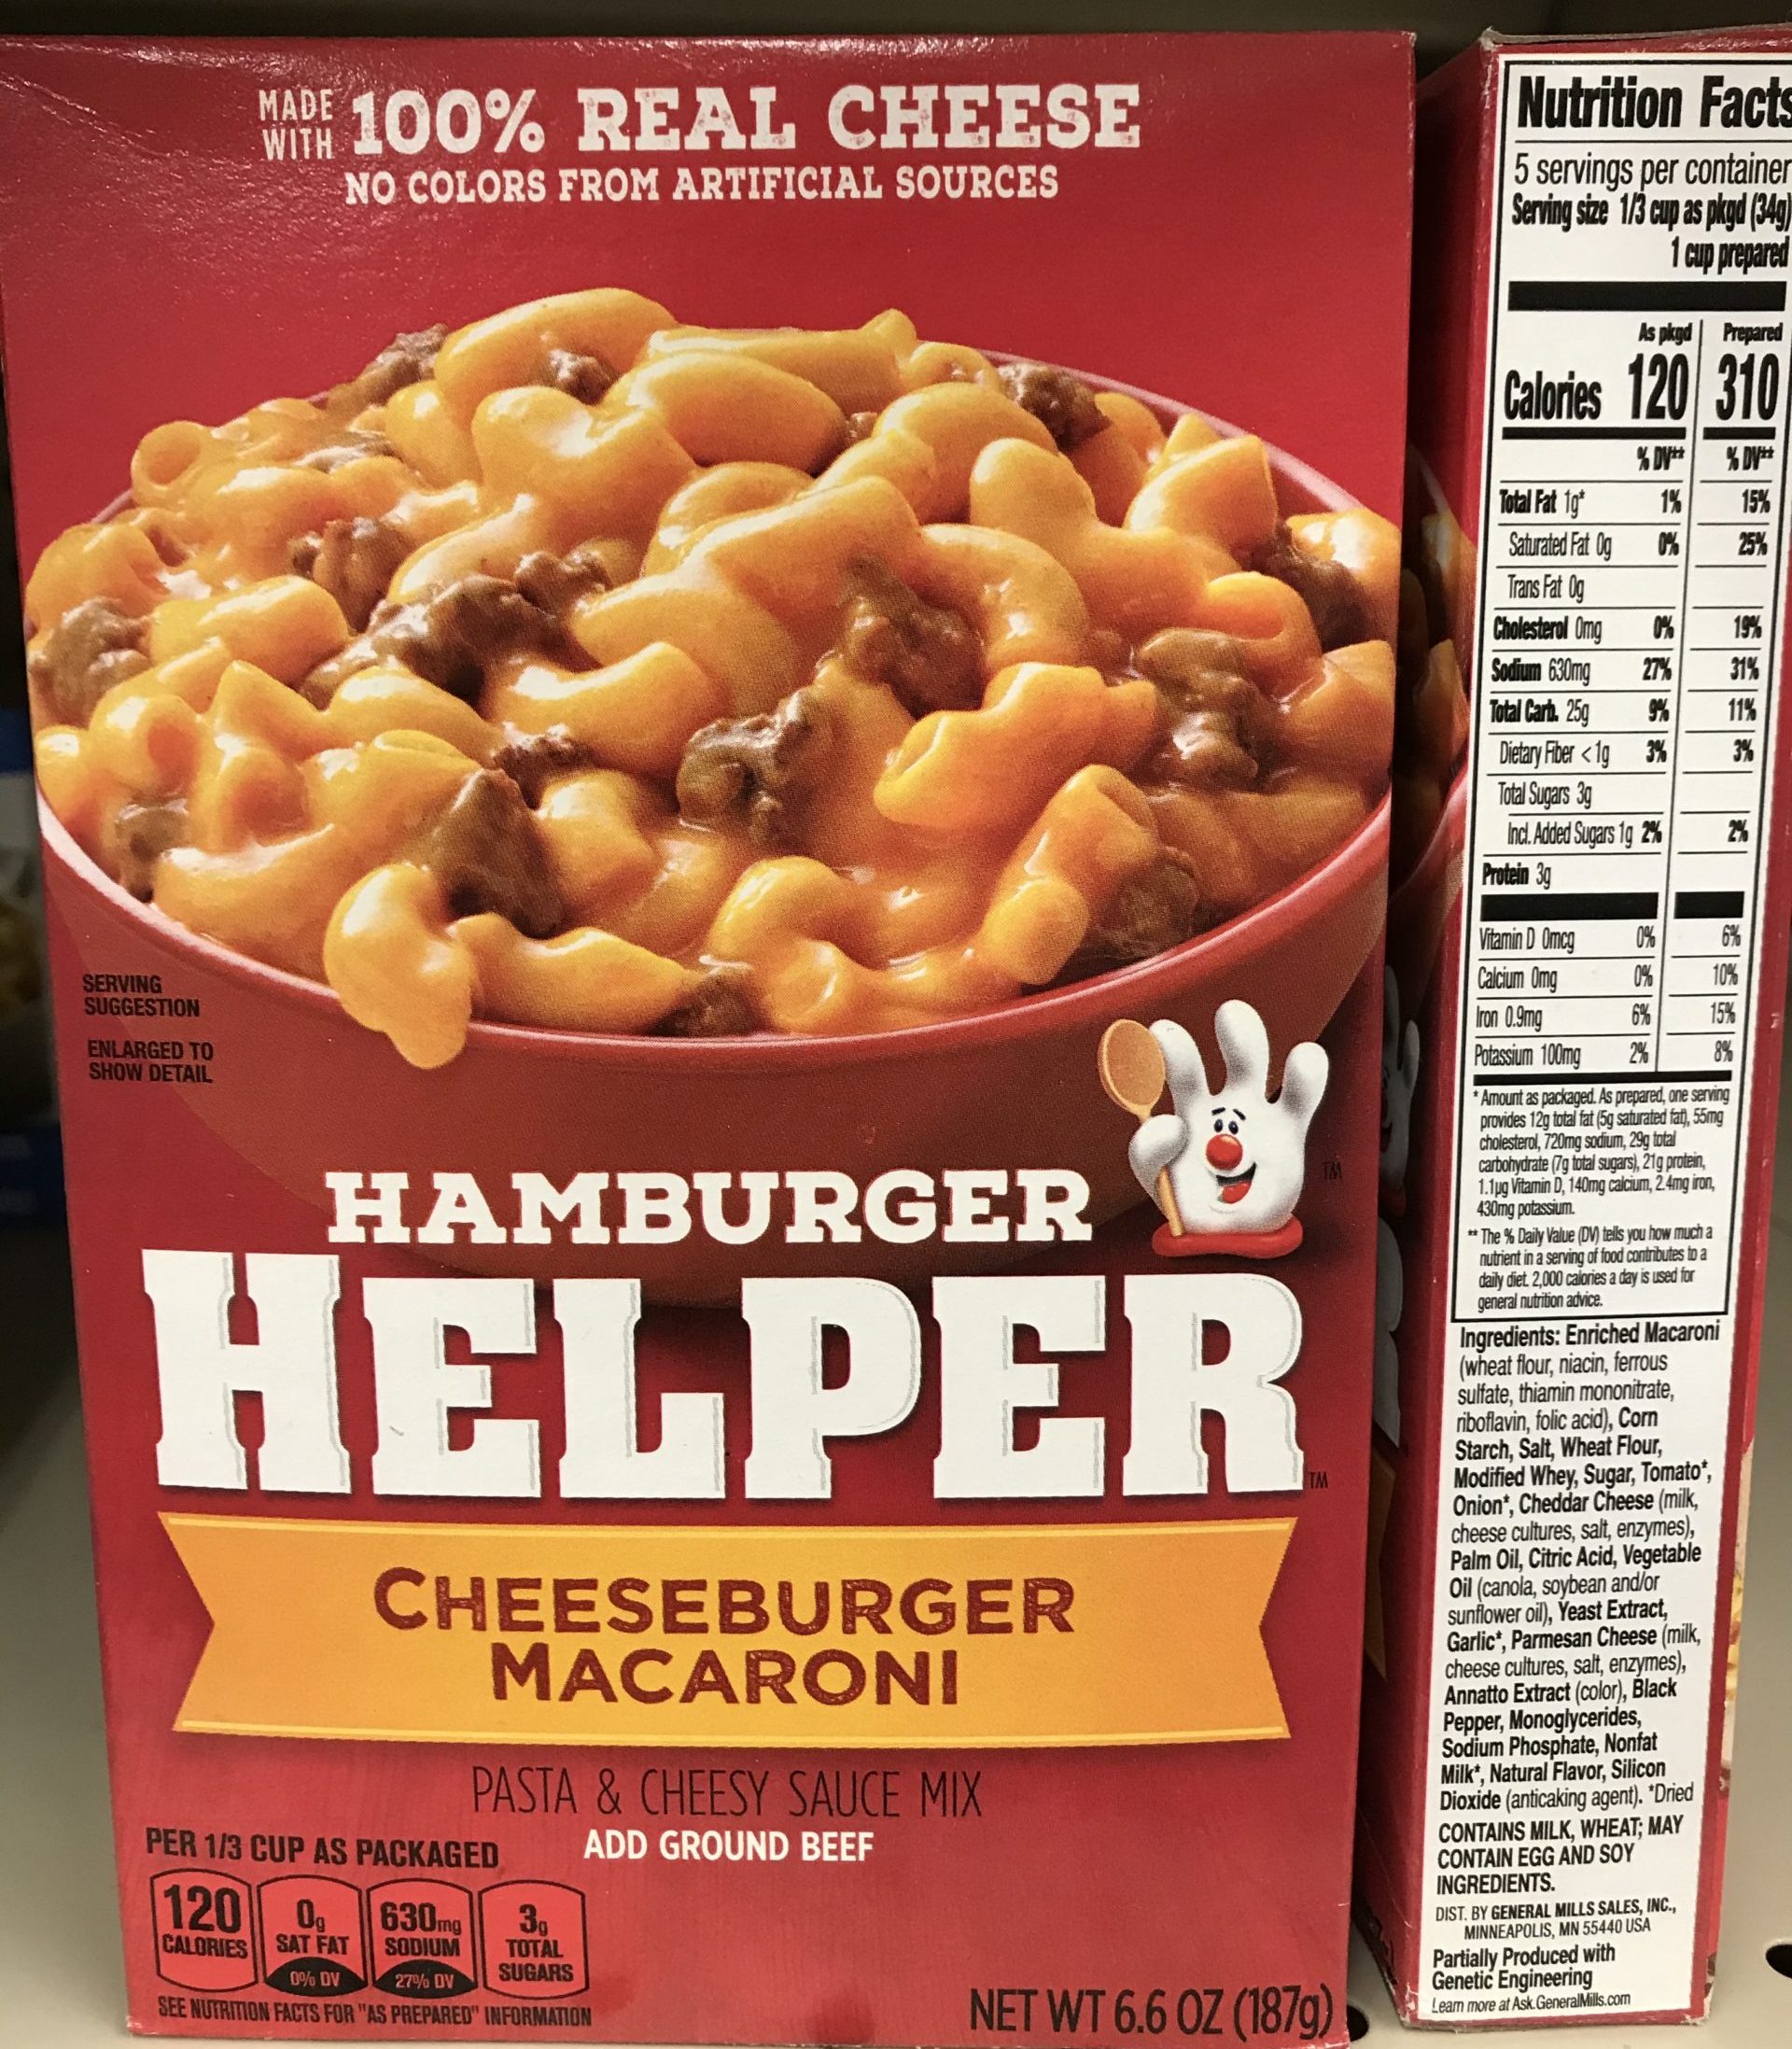 MADE WITH 100% REAL CHEESE
NO COLORS FROM ARTIFICIAL SOURCES
SERVING
SUGGESTION
ENLARGED TO
SHOW DETAIL
HAMBURGER
TM
HELPER
TM
CHEESEBURGER
MACARONI
PASTA & CHEESY SAUCE MIX
ADD GROUND BEEF
PER 1/3 CUP AS PACKAGED
120
CALORIES
0g
SAT FAT
0% DV
630mg
SODIUM
27% DV
3g
TOTAL
SUGARS
SEE NUTRITION FACTS FOR "AS PREPARED" INFORMATION
NET WT 6.6 OZ (187g)
Nutrition Facts
5 servings per container
Serving size 1/3 cup as pkgd (34g)
1 cup prepared
As pkgd Prepared
Calories 120 310
% DV** % DV**
Total Fat 1g* 1% 15%
Saturated Fat 0g 0% 25%
Trans Fat 0g
Cholesterol 0mg 0% 19%
Sodium 630mg 27% 31%
Total Carb. 25g 9% 11%
Dietary Fiber <1g 3% 3%
Total Sugars 3g
Incl. Added Sugars 1g 2% 2%
Protein 3g
Vitamin D 0mcg 0% 6%
Calcium 0mg 0% 10%
Iron 0.9mg 6% 15%
Potassium 100mg 2% 8%
* Amount as packaged. As prepared, one serving
provides 12g total fat (5g saturated fat), 55mg
cholesterol, 720mg sodium, 29g total
carbohydrate (7g total sugars), 21g protein,
1.1µg Vitamin D, 140mg calcium, 2.4mg iron,
430mg potassium.
** The % Daily Value (DV) tells you how much a
nutrient in a serving of food contributes to a
daily diet. 2,000 calories a day is used for
general nutrition advice.
Ingredients: Enriched Macaroni
(wheat flour, niacin, ferrous
sulfate, thiamin mononitrate,
riboflavin, folic acid), Corn
Starch, Salt, Wheat Flour,
Modified Whey, Sugar, Tomato*,
Onion*, Cheddar Cheese (milk,
cheese cultures, salt, enzymes),
Palm Oil, Citric Acid, Vegetable
Oil (canola, soybean and/or
sunflower oil), Yeast Extract,
Garlic*, Parmesan Cheese (milk,
cheese cultures, salt, enzymes),
Annatto Extract (color), Black
Pepper, Monoglycerides,
Sodium Phosphate, Nonfat
Milk*, Natural Flavor, Silicon
Dioxide (anticaking agent). *Dried
CONTAINS MILK, WHEAT; MAY
CONTAIN EGG AND SOY
INGREDIENTS.
DIST. BY GENERAL MILLS SALES, INC.,
MINNEAPOLIS, MN 55440 USA
Partially Produced with
Genetic Engineering
Learn more at Ask.GeneralMills.com